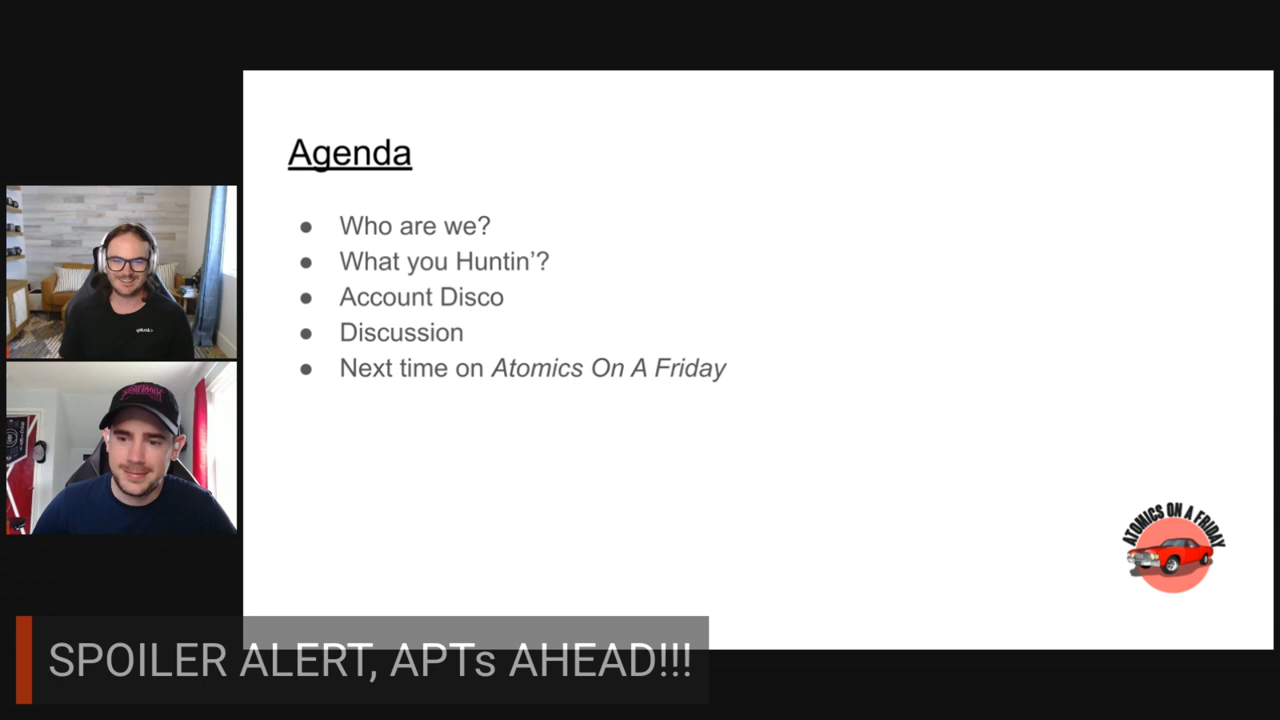 Agenda
● Who are we?
● What you Huntin’?
● Account Disco
● Discussion
● Next time on Atomics On A Friday
ATOMICS ON A FRIDAY
SPOILER ALERT, APTs AHEAD!!!